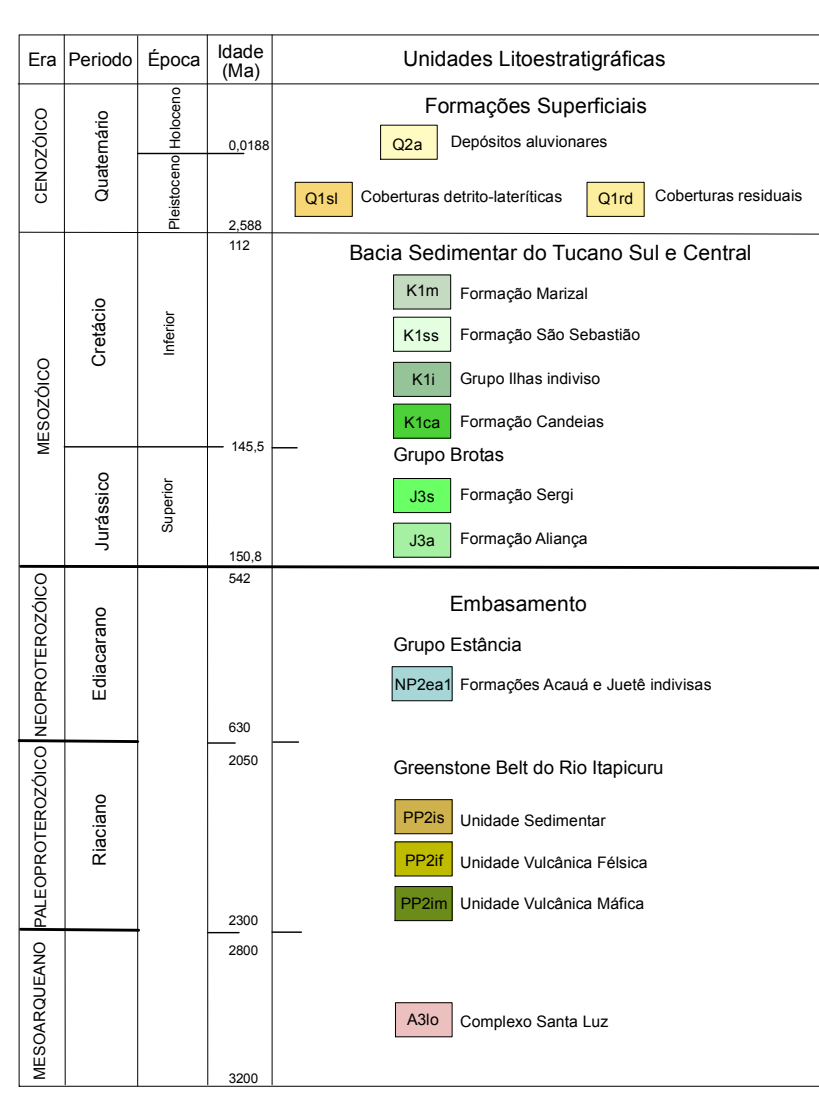 Era Periodo Época Idade (Ma) Unidades Litoestratigráficas
CENOZÓICO
Quaternário
Holoceno
Pleistoceno
0,0188
2,588
Formações Superficiais
Q2a Depósitos aluvionares
Q1sl Coberturas detrito-lateríticas Q1rd Coberturas residuais
MESOZÓICO
Cretácio
Inferior
112
145,5
Bacia Sedimentar do Tucano Sul e Central
K1m Formação Marizal
K1ss Formação São Sebastião
K1i Grupo Ilhas indiviso
K1ca Formação Candeias
Jurássico
Superior
150,8
Grupo Brotas
J3s Formação Sergi
J3a Formação Aliança
NEOPROTEROZÓICO
Ediacarano
542
630
Embasamento
Grupo Estância
NP2ea1 Formações Acauá e Juetê indivisas
PALEOPROTEROZÓICO
Riaciano
2050
2300
Greenstone Belt do Rio Itapicuru
PP2is Unidade Sedimentar
PP2if Unidade Vulcânica Félsica
PP2im Unidade Vulcânica Máfica
MESOARQUEANO
2800
3200
A3lo Complexo Santa Luz